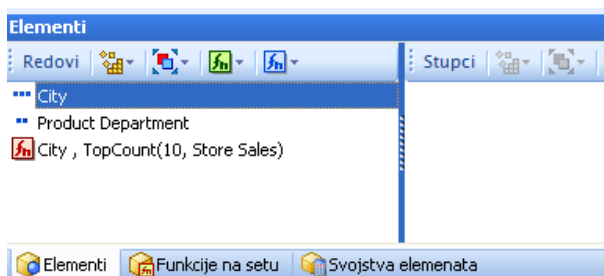 Elementi
Redovi Stupci
City
Product Department
City , TopCount(10, Store Sales)
Elementi Funkcije na setu Svojstva elemenata